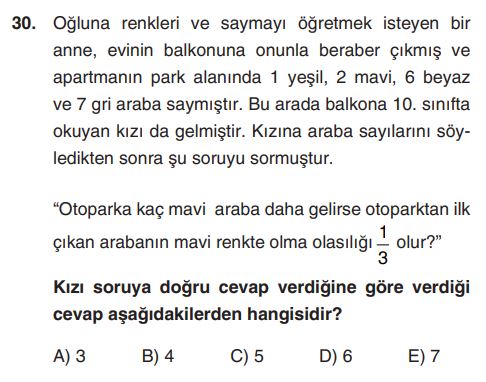 30. Oğluna renkleri ve saymayı öğretmek isteyen bir
anne, evinin balkonuna onunla beraber çıkmış ve
apartmanın park alanında 1 yeşil, 2 mavi, 6 beyaz
ve 7 gri araba saymıştır. Bu arada balkona 10. sınıfta
okuyan kızı da gelmiştir. Kızına araba sayılarını söy-
ledikten sonra şu soruyu sormuştur.
“Otoparka kaç mavi araba daha gelirse otoparktan ilk
çıkan arabanın mavi renkte olma olasılığı 1/3 olur?”
Kızı soruya doğru cevap verdiğine göre verdiği
cevap aşağıdakilerden hangisidir?
A) 3 B) 4 C) 5 D) 6 E) 7